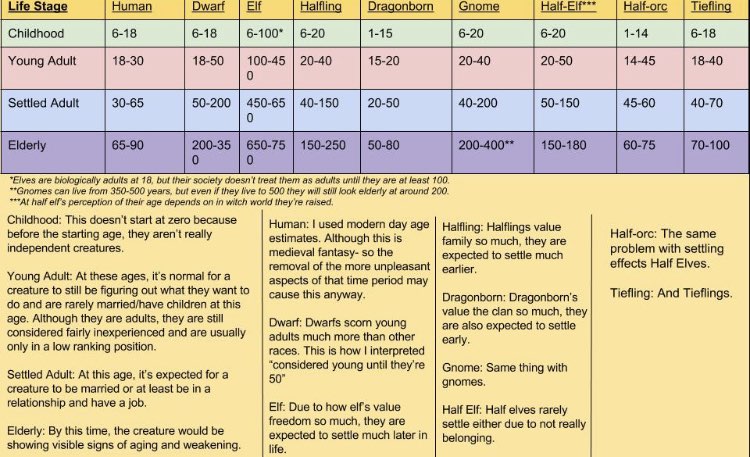 Life Stage Human Dwarf Elf Halfling Dragonborn Gnome Half-Elf*** Half-orc Tiefling
Childhood 6-18 6-18 6-100* 6-20 1-15 6-20 6-20 1-14 6-18
Young Adult 18-30 18-50 100-45 20-40 15-20 20-40 20-50 14-45 18-40
0
Settled Adult 30-65 50-200 450-65 40-150 20-50 40-200 50-150 45-60 40-70
0
Elderly 65-90 200-35 650-75 150-250 50-80 200-400** 150-180 60-75 70-100
0 0
*Elves are biologically adults at 18, but their society doesn't treat them as adults until they are at least 100.
**Gnomes can live from 350-500 years, but even if they live to 500 they will still look elderly at around 200.
***At half elf's perception of their age depends on in witch world they're raised.
Childhood: This doesn't start at zero because
before the starting age, they aren't really
independent creatures.
Young Adult: At these ages, it's normal for a
creature to still be figuring out what they want to
do and are rarely married/have children at this
age. Although they are adults, they are still
considered fairly inexperienced and are usually
only in a low ranking position.
Settled Adult: At this age, it's expected for a
creature to be married or at least be in a
relationship and have a job.
Elderly: By this time, the creature would be
showing visible signs of aging and weakening.
Human: I used modern day age
estimates. Although this is
medieval fantasy- so the
removal of the more unpleasant
aspects of that time period may
cause this anyway.
Dwarf: Dwarfs scorn young
adults much more than other
races. This is how I interpreted
"considered young until they're
50"
Elf: Due to how elf's value
freedom so much, they are
expected to settle much later in
life.
Halfling: Halflings value
family so much, they are
expected to settle much
earlier.
Dragonborn: Dragonborn's
value the clan so much, they
are also expected to settle
early.
Gnome: Same thing with
gnomes.
Half Elf: Half elves rarely
settle either due to not really
belonging.
Half-orc: The same
problem with settling
effects Half Elves.
Tiefling: And Tieflings.